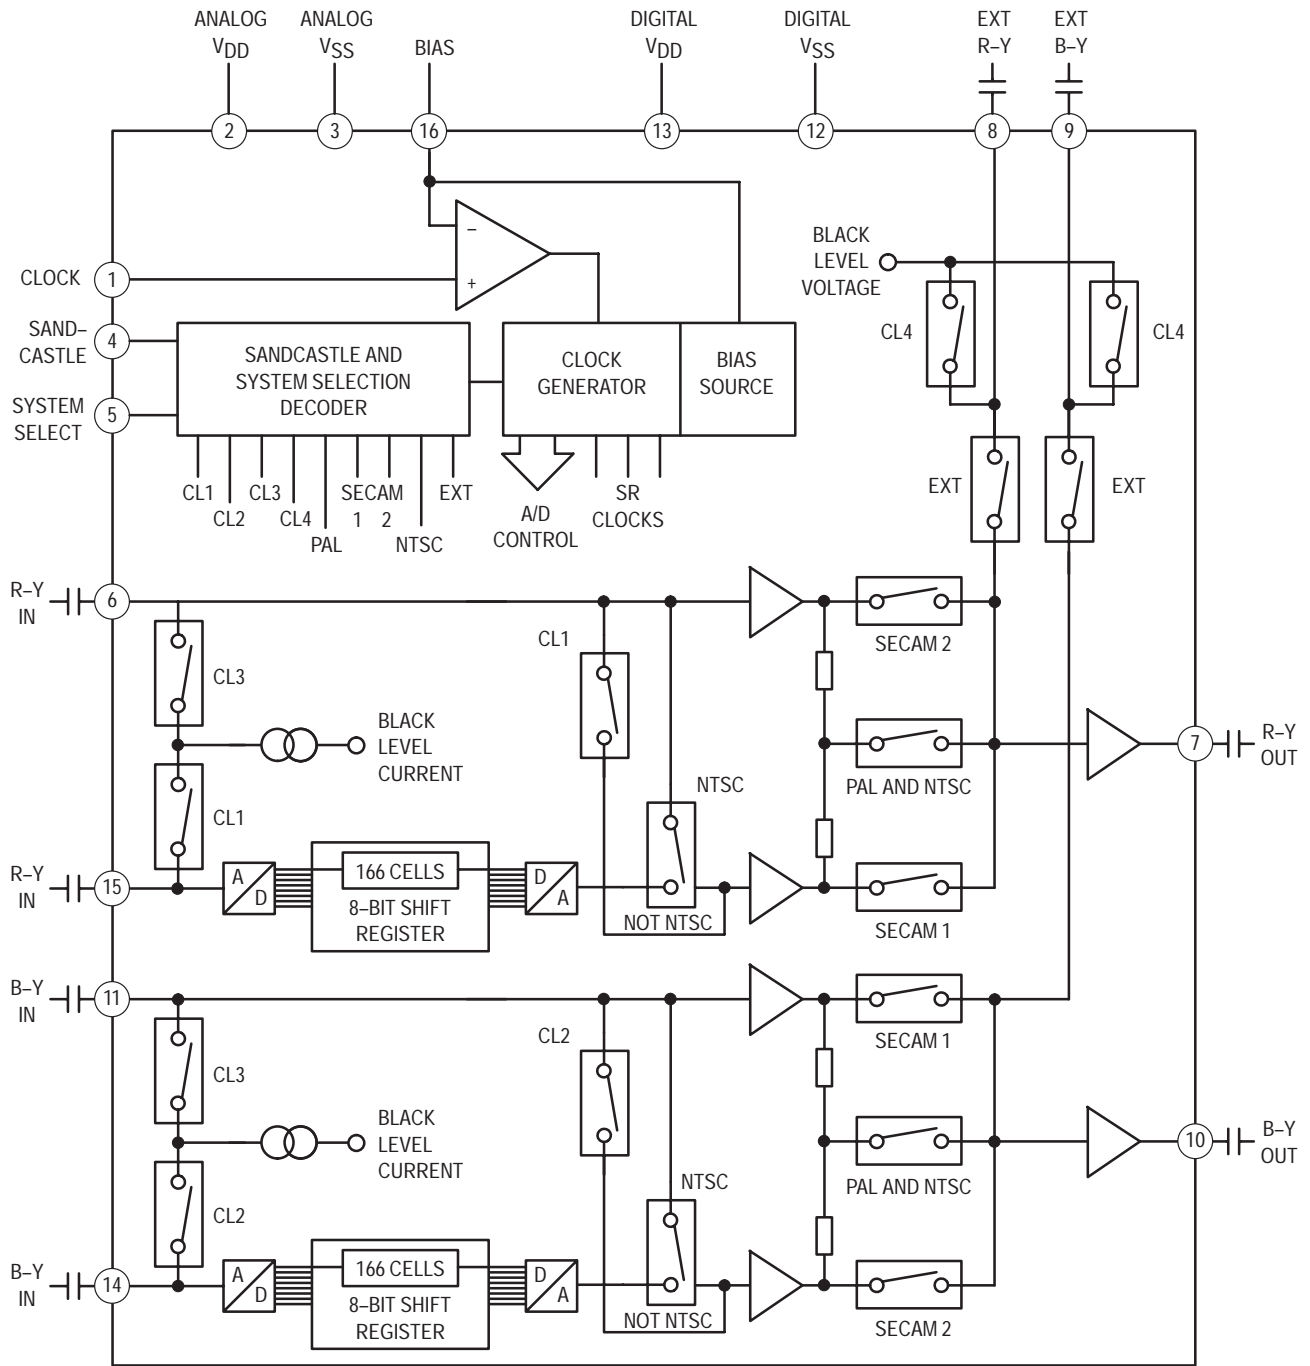 ANALOG
VDD
ANALOG
VSS
BIAS
DIGITAL
VDD
DIGITAL
VSS
EXT
R–Y
EXT
B–Y
2
3
16
13
12
8
9
–
+
CLOCK
1
BLACK
LEVEL
VOLTAGE
CL4
CL4
SAND–
CASTLE
4
SYSTEM
SELECT
5
SANDCASTLE AND
SYSTEM SELECTION
DECODER
CLOCK
GENERATOR
BIAS
SOURCE
CL1
CL2
CL3
CL4
PAL
SECAM
1 2
NTSC
EXT
A/D
CONTROL
SR
CLOCKS
EXT
EXT
R–Y
IN
6
CL3
CL1
SECAM 2
BLACK
LEVEL
CURRENT
CL1
NTSC
PAL AND NTSC
7
R–Y
OUT
R–Y
IN
15
A
D
166 CELLS
8–BIT SHIFT
REGISTER
D
A
NOT NTSC
SECAM 1
B–Y
IN
11
CL3
CL2
SECAM 1
BLACK
LEVEL
CURRENT
CL2
NTSC
PAL AND NTSC
10
B–Y
OUT
B–Y
IN
14
A
D
166 CELLS
8–BIT SHIFT
REGISTER
D
A
NOT NTSC
SECAM 2